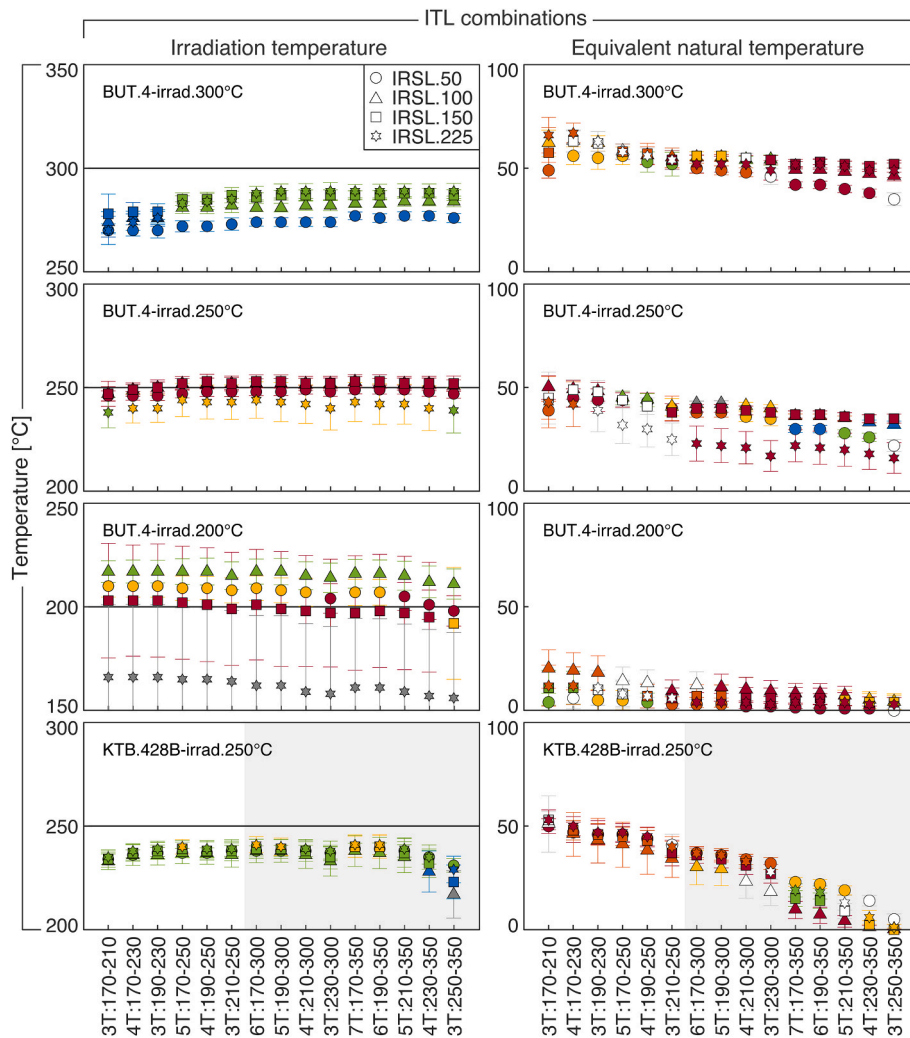 ITL combinations
Irradiation temperature
Equivalent natural temperature
Temperature [°C]
350
300
250
BUT.4-irrad.300°C
IRSL.50
IRSL.100
IRSL.150
IRSL.225
100
50
0
BUT.4-irrad.300°C
300
250
200
BUT.4-irrad.250°C
100
50
0
BUT.4-irrad.250°C
250
200
150
BUT.4-irrad.200°C
100
50
0
BUT.4-irrad.200°C
300
250
200
KTB.428B-irrad.250°C
100
50
0
KTB.428B-irrad.250°C
3T:170-210
4T:170-230
3T:190-230
5T:170-250
4T:190-250
3T:210-250
6T:170-300
5T:190-300
4T:210-300
3T:230-300
7T:170-350
6T:190-350
5T:210-350
4T:230-350
3T:250-350
3T:170-210
4T:170-230
3T:190-230
5T:170-250
4T:190-250
3T:210-250
6T:170-300
5T:190-300
4T:210-300
3T:230-300
7T:170-350
6T:190-350
5T:210-350
4T:230-350
3T:250-350